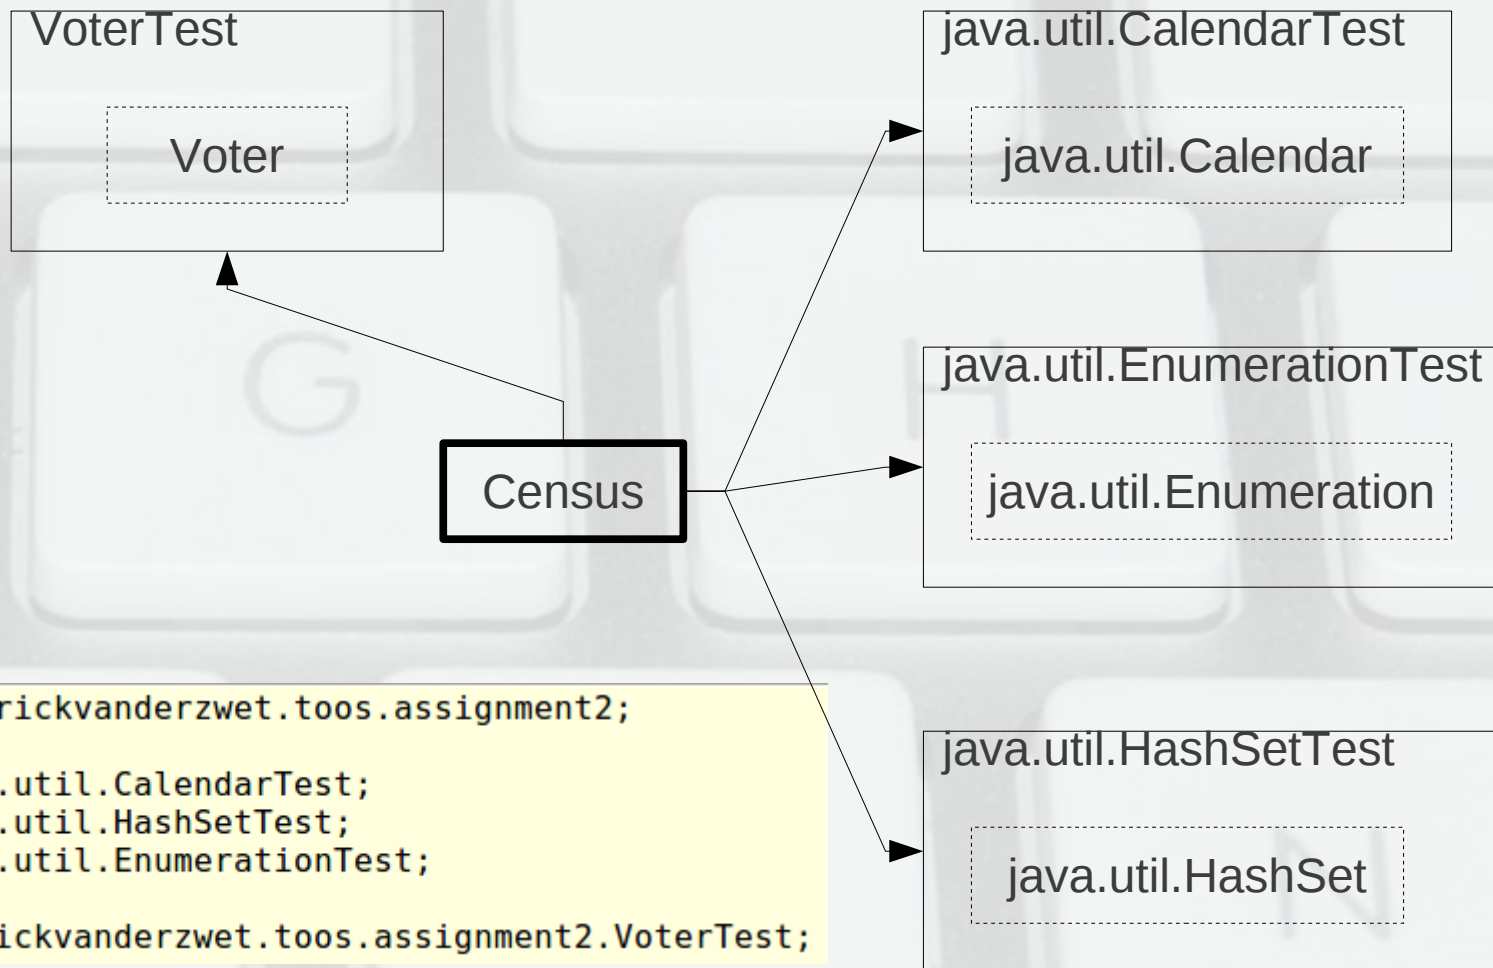 VoterTest
Voter
java.util.CalendarTest
java.util.Calendar
java.util.EnumerationTest
java.util.Enumeration
Census
java.util.HashSetTest
java.util.HashSet
rickvanderzwet.toos.assignment2;
.util.CalendarTest;
.util.HashSetTest;
.util.EnumerationTest;
ickvanderzwet.toos.assignment2.VoterTest;
G
H
N